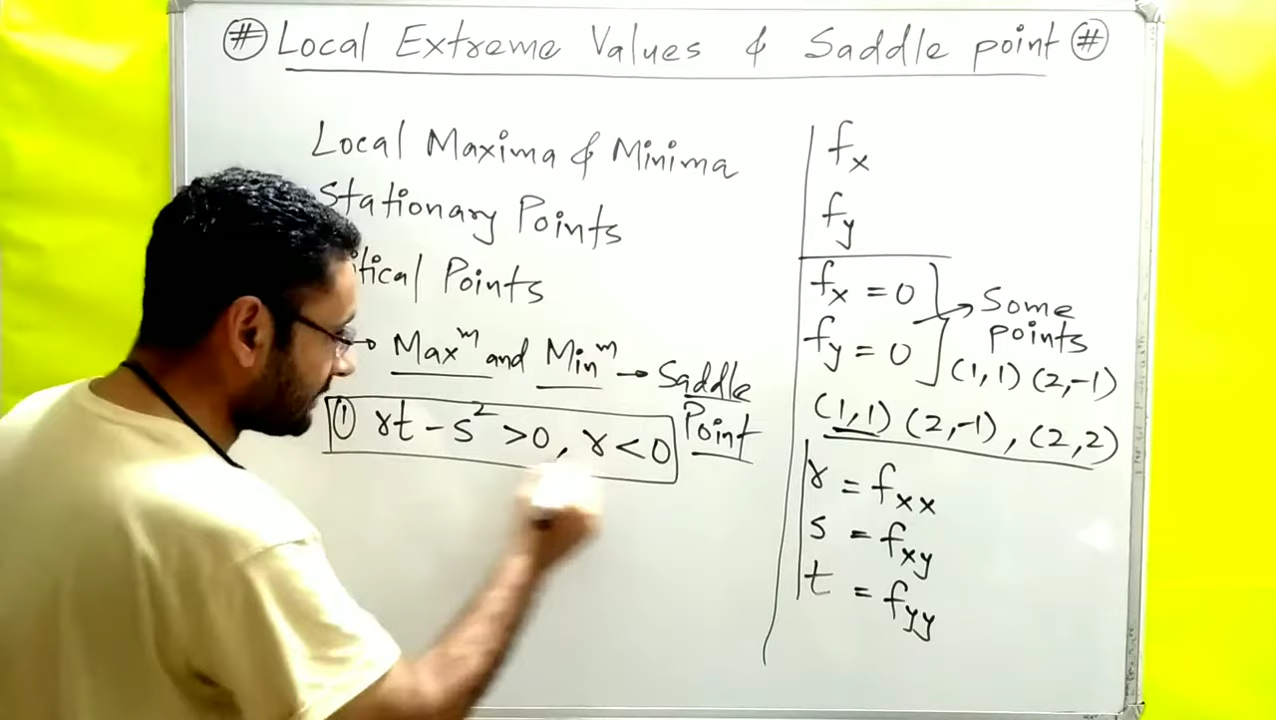 # Local Extreme Values & Saddle point #
Local Maxima & Minima
Stationary Points
Points
→ Maxᵐ and Minᵐ → Saddle Point
① rt - s² > 0, r < 0
fx
fy
fx = 0
fy = 0
→ Some points
(1,1) (2,-1)
(1,1) (2,-1), (2,2)
r = fxx
s = fxy
t = fyy